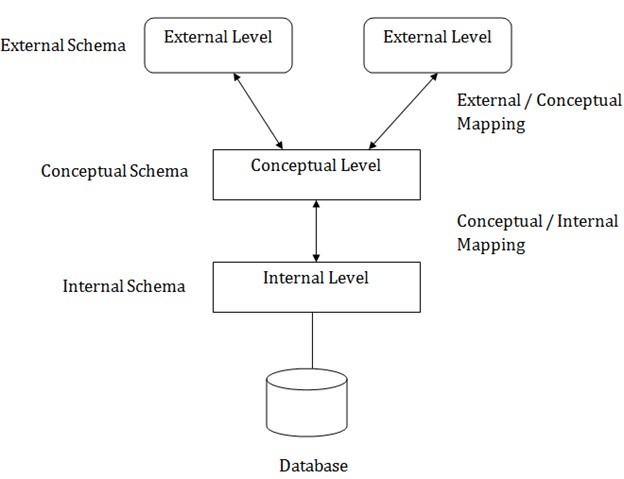 External Schema
External Level
External Level
External / Conceptual
Mapping
Conceptual Schema
Conceptual Level
Conceptual / Internal
Mapping
Internal Schema
Internal Level
Database